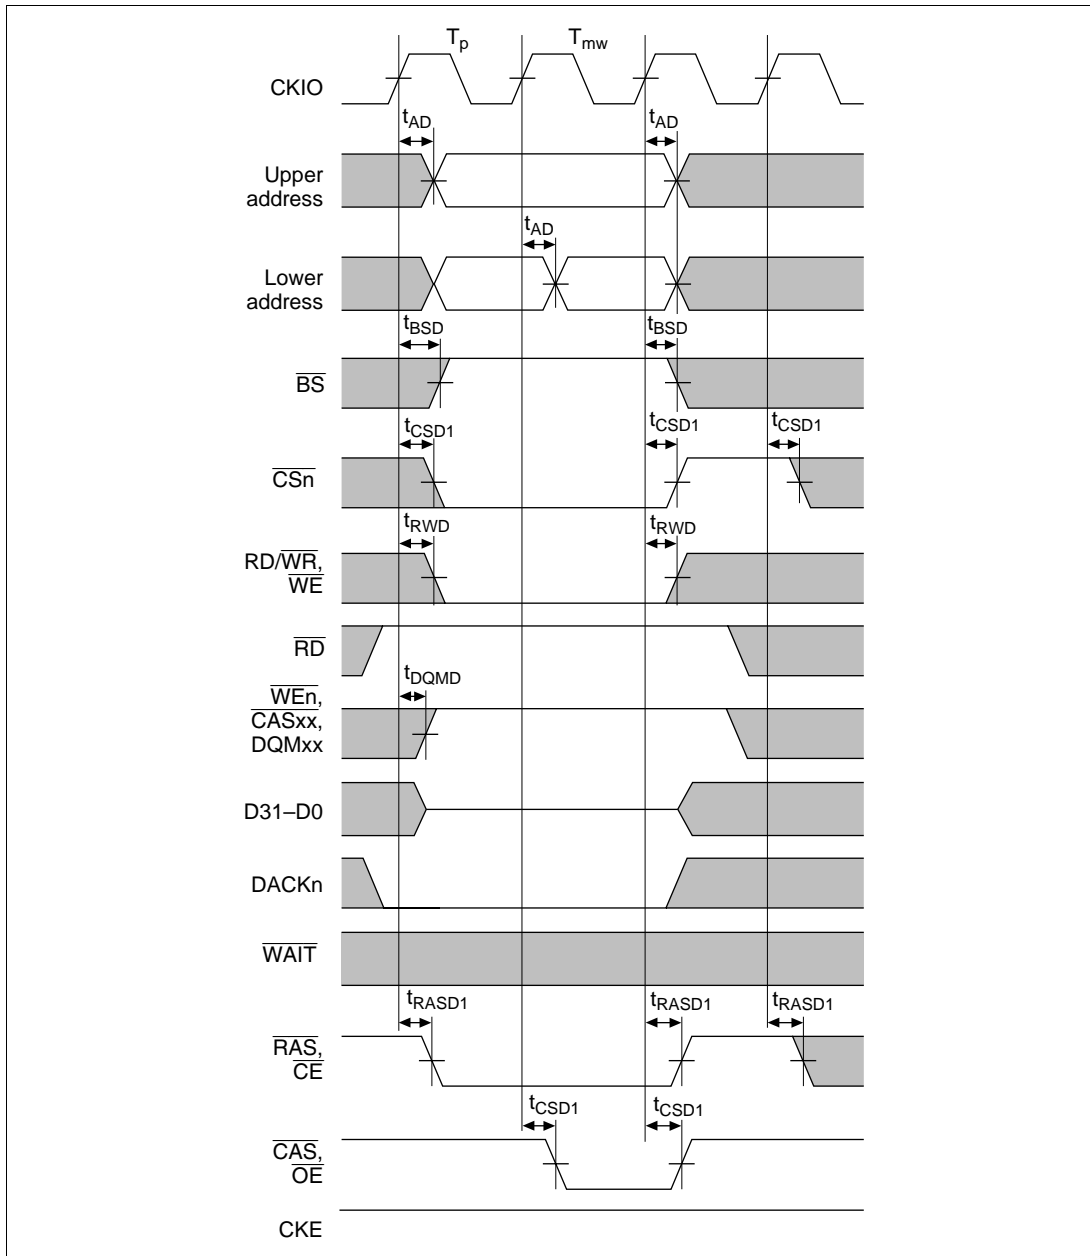 Tp Tmw
CKIO
tAD tAD
Upper
address
tAD
Lower
address
tBSD tBSD
BS
tCSD1 tCSD1 tCSD1
CSn
tRWD tRWD
RD/WR,
WE
RD
tDQMD
WEn,
CASxx,
DQMxx
D31–D0
DACKn
WAIT
tRASD1 tRASD1 tRASD1
RAS,
CE
tCSD1 tCSD1
CAS,
OE
CKE